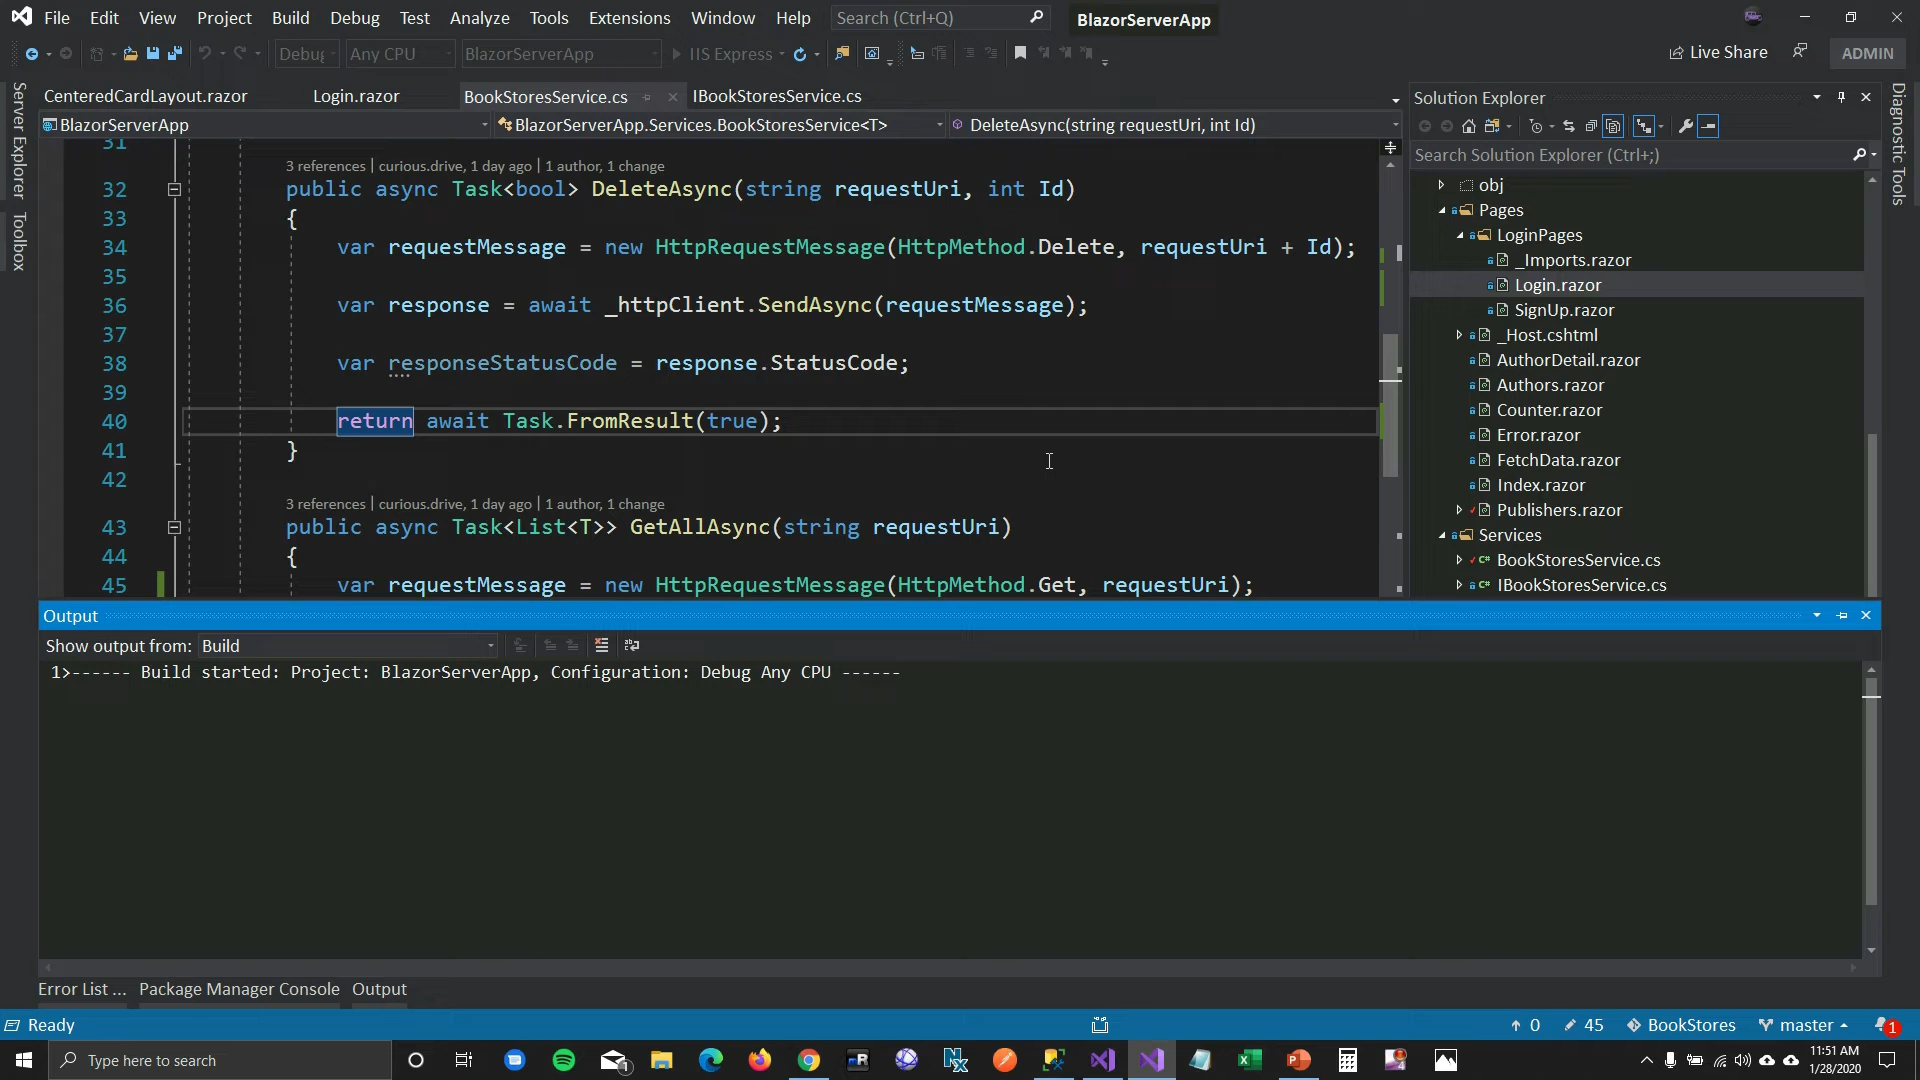 File Edit View Project Build Debug Test Analyze Tools Extensions Window Help Search (Ctrl+Q) BlazorServerApp
Debug Any CPU BlazorServerApp IIS Express Live Share ADMIN
Server Explorer
Toolbox
CenteredCardLayout.razor Login.razor BookStoresService.cs IBookStoresService.cs
BlazorServerApp BlazorServerApp.Services.BookStoresService<T> DeleteAsync(string requestUri, int Id)
31
3 references | curious.drive, 1 day ago | 1 author, 1 change
32 public async Task<bool> DeleteAsync(string requestUri, int Id)
33 {
34 var requestMessage = new HttpRequestMessage(HttpMethod.Delete, requestUri + Id);
35
36 var response = await _httpClient.SendAsync(requestMessage);
37
38 var responseStatusCode = response.StatusCode;
39
40 return await Task.FromResult(true);
41 }
42
3 references | curious.drive, 1 day ago | 1 author, 1 change
43 public async Task<List<T>> GetAllAsync(string requestUri)
44 {
45 var requestMessage = new HttpRequestMessage(HttpMethod.Get, requestUri);
Solution Explorer
Search Solution Explorer (Ctrl+;)
obj
Pages
LoginPages
_Imports.razor
Login.razor
SignUp.razor
_Host.cshtml
AuthorDetail.razor
Authors.razor
Counter.razor
Error.razor
FetchData.razor
Index.razor
Publishers.razor
Services
BookStoresService.cs
IBookStoresService.cs
Diagnostic Tools
Output
Show output from: Build
1>------ Build started: Project: BlazorServerApp, Configuration: Debug Any CPU ------
Error List ... Package Manager Console Output
Ready 0 45 BookStores master 1
Type here to search
11:51 AM
1/28/2020